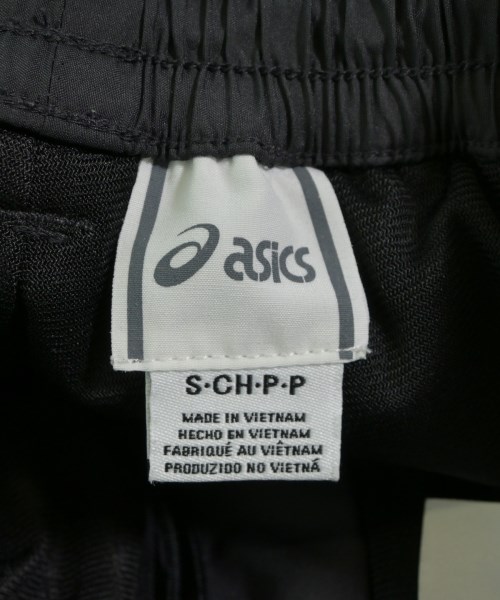 asics
S·CH·P·P
MADE IN VIETNAM
HECHO EN VIETNAM
FABRIQUÉ AU VIÊTNAM
PRODUZIDO NO VIETNÃ